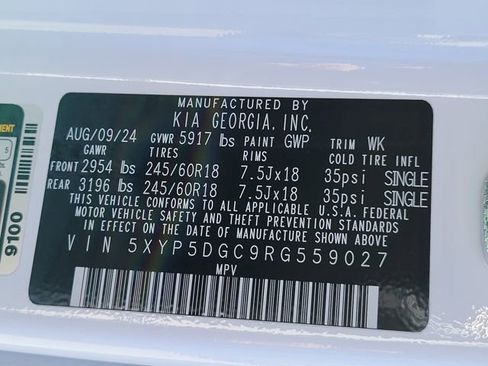 MANUFACTURED BY
KIA GEORGIA, INC.
AUG/09/24 GVWR 5917 lbs PAINT GWP TRIM WK
GAWR TIRES RIMS COLD TIRE INFL
FRONT 2954 lbs 245/60R18 7.5Jx18 35psi SINGLE
REAR 3196 lbs 245/60R18 7.5Jx18 35psi SINGLE
THIS VEHICLE CONFORMS TO ALL APPLICABLE U.S.A. FEDERAL
MOTOR VEHICLE SAFETY BUMPER AND THEFT PREVENTION STANDARDS
IN EFFECT ON THE DATE OF MANUFACTURE SHOWN ABOVE
VIN 5XYP5DGC9RG559027
MPV
5
9100